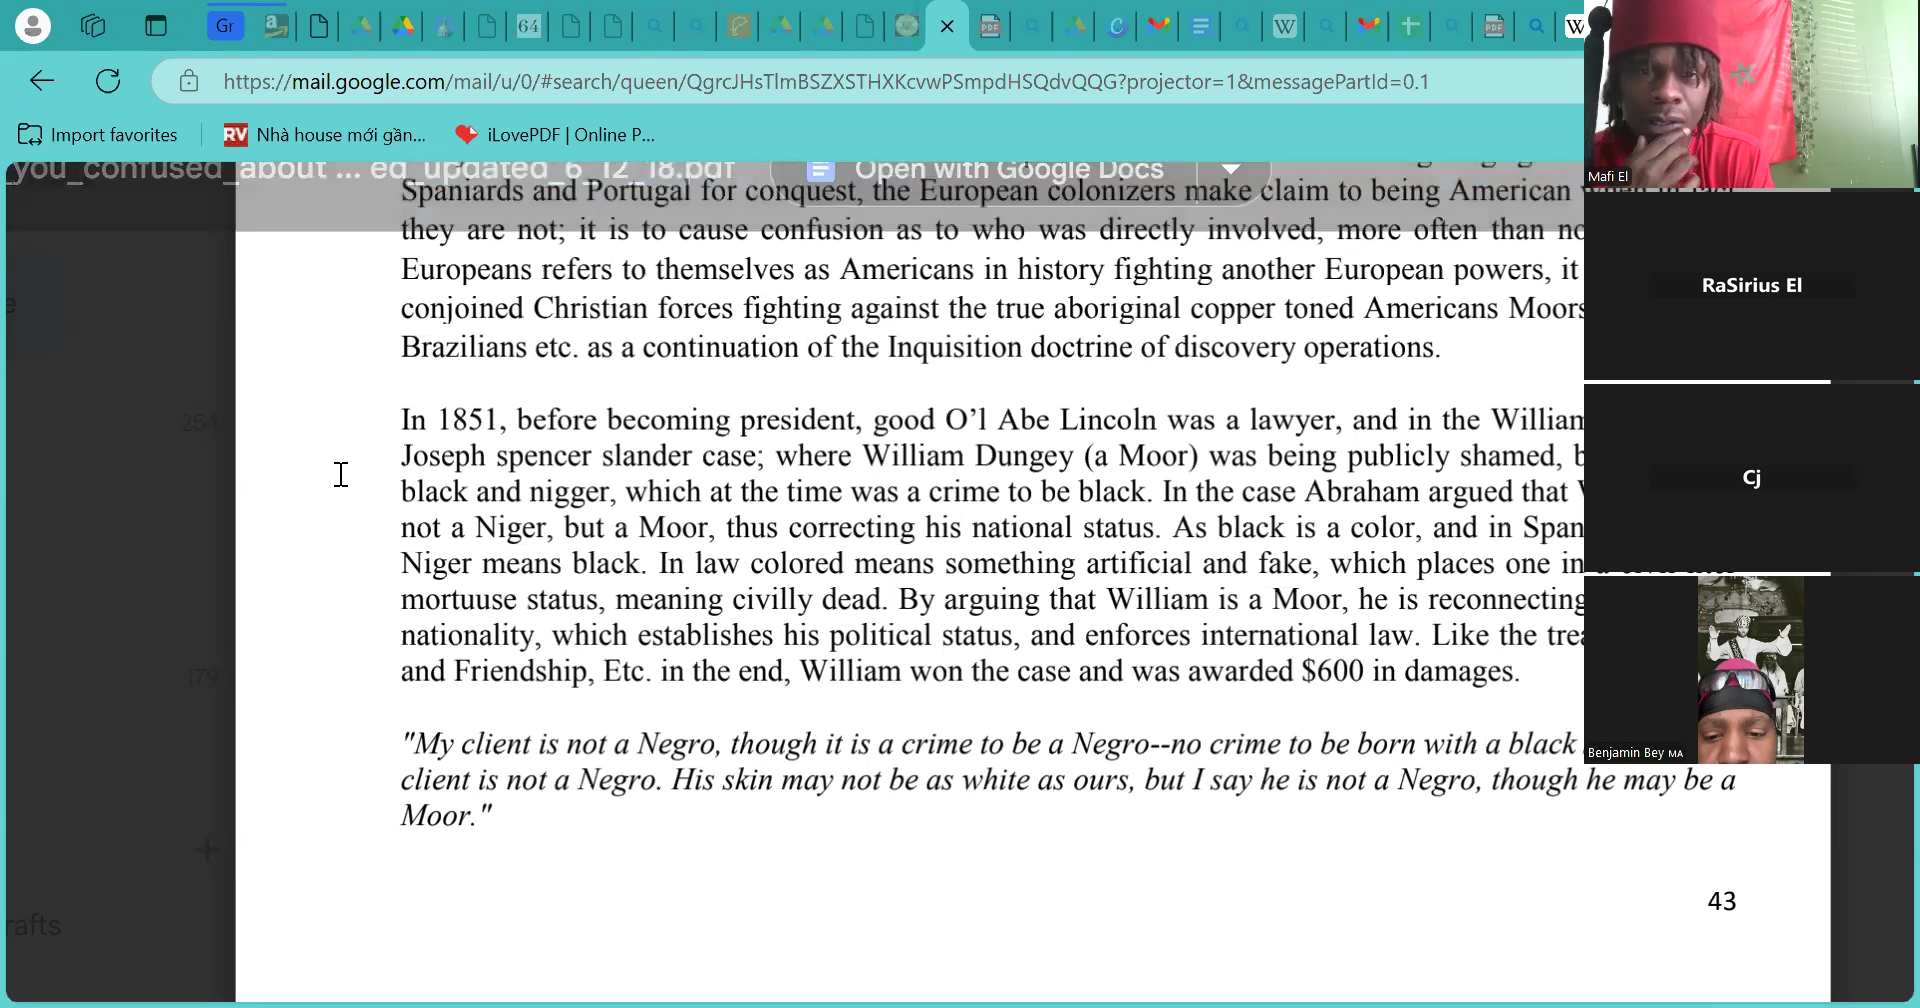 Gr
64
W
W
https://mail.google.com/mail/u/0/#search/queen/QgrcJHsTlmBSZXSTHXKcvwPSmpdHSQdvQQG?projector=1&messagePartId=0.1
Import favorites
RV Nhà house mới gần...
iLovePDF | Online P...
_you_confused_about ... ed_updated_6_12_18.pdf
Open with Google Docs
Spaniards and Portugal for conquest, the European colonizers make claim to being American
they are not; it is to cause confusion as to who was directly involved, more often than no
Europeans refers to themselves as Americans in history fighting another European powers, it
conjoined Christian forces fighting against the true aboriginal copper toned Americans Moors
Brazilians etc. as a continuation of the Inquisition doctrine of discovery operations.
In 1851, before becoming president, good O'l Abe Lincoln was a lawyer, and in the William
Joseph spencer slander case; where William Dungey (a Moor) was being publicly shamed, b
black and nigger, which at the time was a crime to be black. In the case Abraham argued that
not a Niger, but a Moor, thus correcting his national status. As black is a color, and in Span
Niger means black. In law colored means something artificial and fake, which places one in
mortuuse status, meaning civilly dead. By arguing that William is a Moor, he is reconnecting
nationality, which establishes his political status, and enforces international law. Like the trea
and Friendship, Etc. in the end, William won the case and was awarded $600 in damages.
"My client is not a Negro, though it is a crime to be a Negro--no crime to be born with a black
client is not a Negro. His skin may not be as white as ours, but I say he is not a Negro, though he may be a
Moor."
43
254
179
rafts
Mafi El
RaSirius El
Cj
Benjamin Bey MA